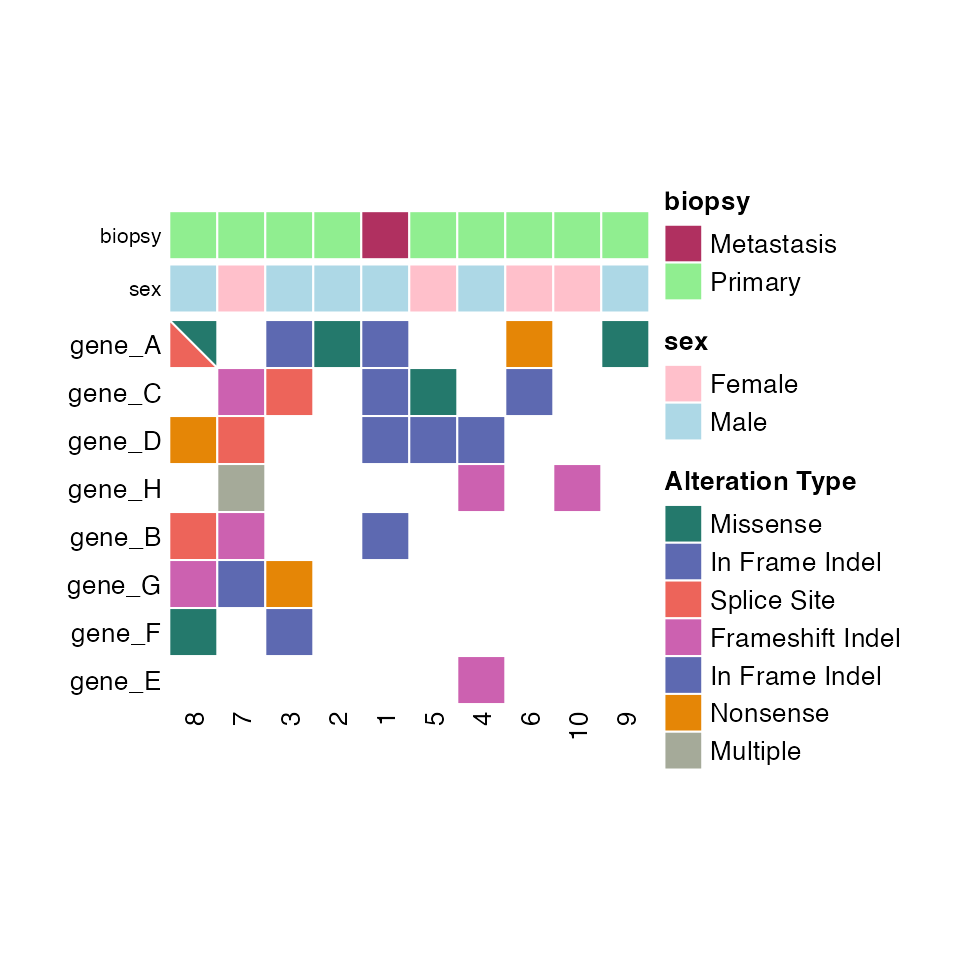 biopsy
sex
gene_A
gene_C
gene_D
gene_H
gene_B
gene_G
gene_F
gene_E
8 7 3 2 1 5 4 6 10 9
biopsy
Metastasis
Primary
sex
Female
Male
Alteration Type
Missense
In Frame Indel
Splice Site
Frameshift Indel
In Frame Indel
Nonsense
Multiple